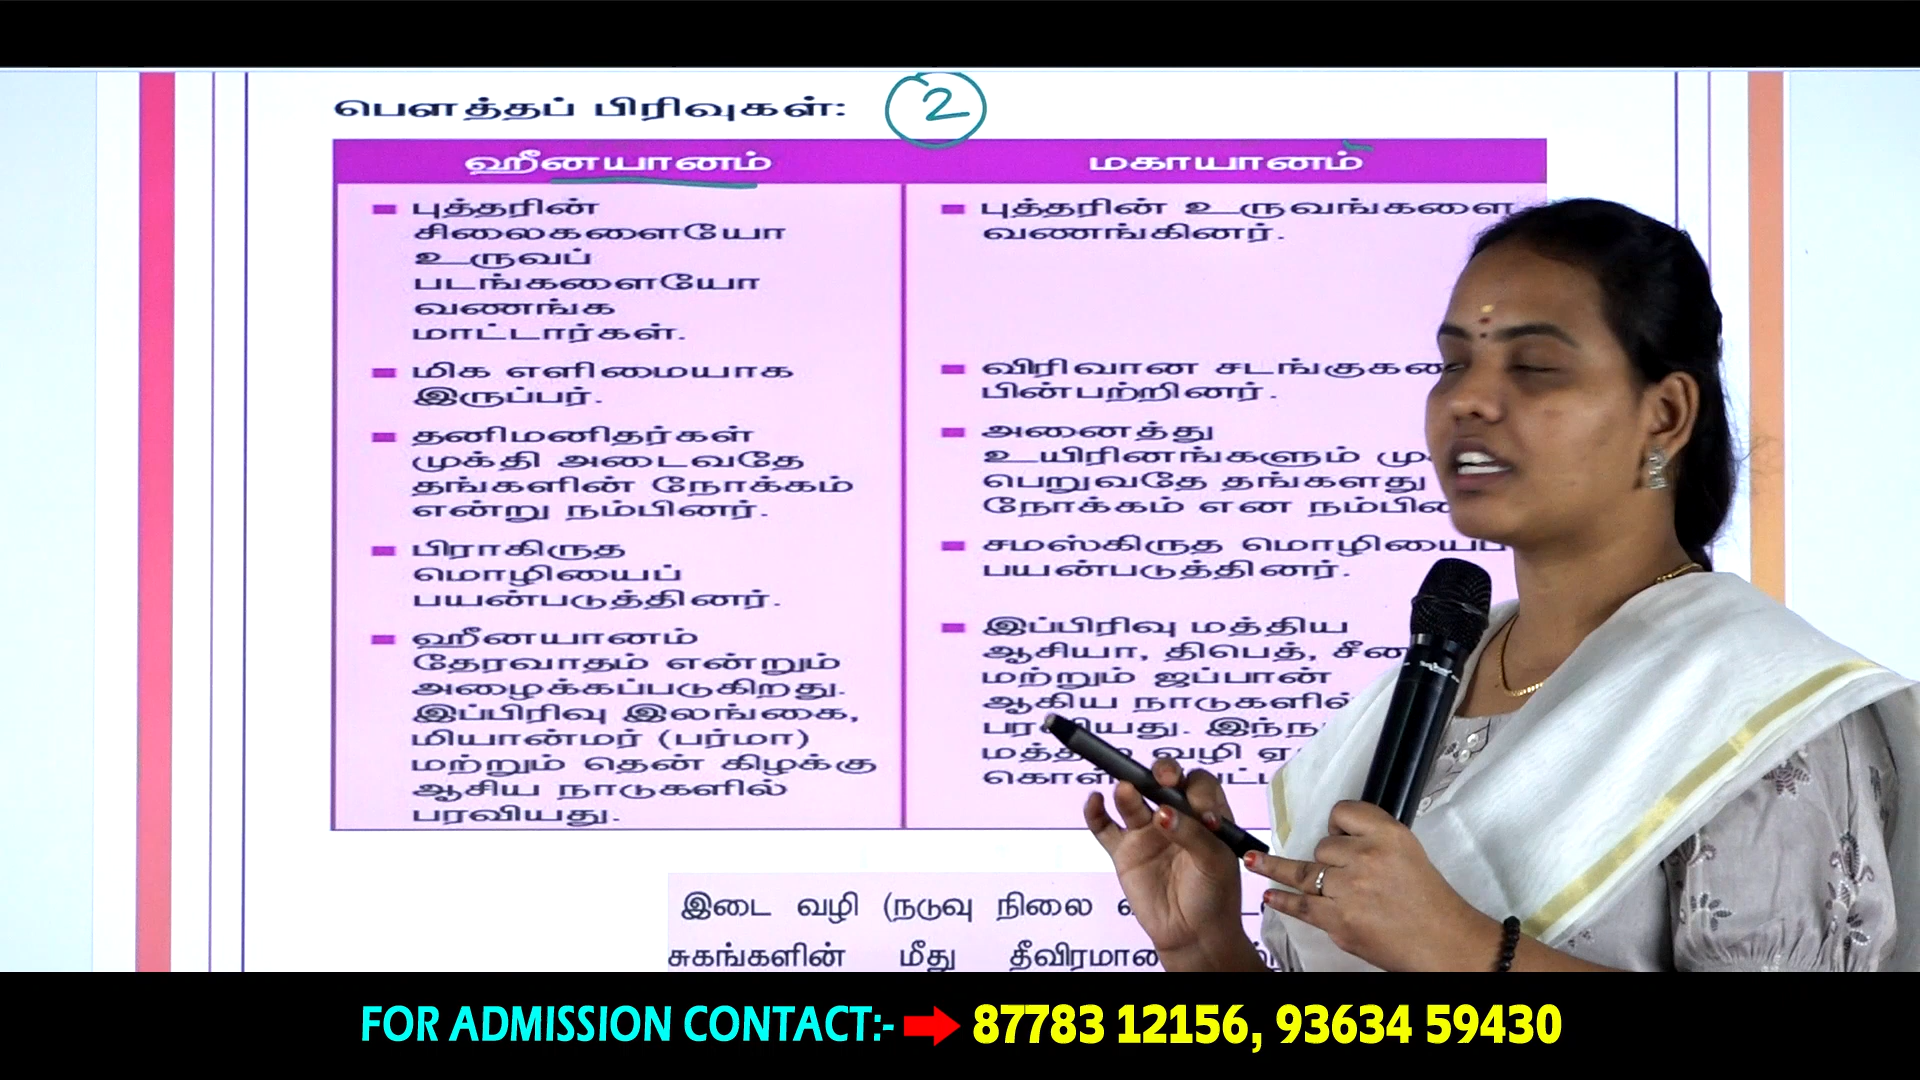 பௌத்தப் பிரிவுகள்: 2
ஹீனயானம்
மகாயானம்
புத்தரின்
சிலைகளையோ
உருவப்
படங்களையோ
வணங்க
மாட்டார்கள்.
மிக எளிமையாக
இருப்பர்.
தனிமனிதர்கள்
முக்தி அடைவதே
தங்களின் நோக்கம்
என்று நம்பினர்.
பிராகிருத
மொழியைப்
பயன்படுத்தினர்.
ஹீனயானம்
தேரவாதம் என்றும்
அழைக்கப்படுகிறது.
இப்பிரிவு இலங்கை,
மியான்மர் (பர்மா)
மற்றும் தென் கிழக்கு
ஆசிய நாடுகளில்
பரவியது.
புத்தரின் உருவங்களை
வணங்கினர்.
விரிவான
பின்பற்றினர்.
அனைத்து
உயிரினங்களும்
பெறுவதே தங்களது
நோக்கம் என
சமஸ்கிருத மொழியைப்
பயன்படுத்தினர்.
இப்பிரிவு மத்திய
ஆசியா, திபெத்,
மற்றும் ஜப்பான்
ஆகிய நாடுகளில்
வழி
இடை வழி (நடுவு நிலை
சுகங்களின் மீது
FOR ADMISSION CONTACT:- 87783 12156, 93634 59430